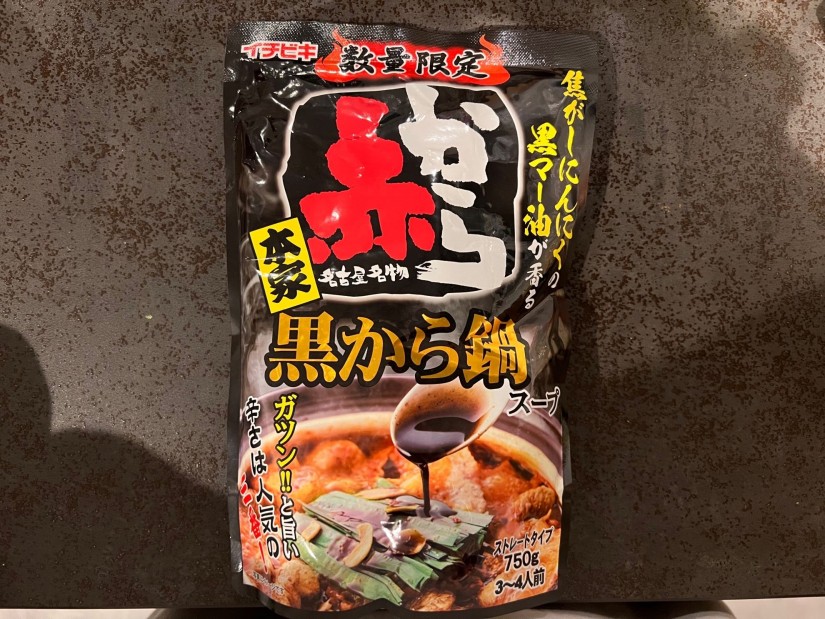 イチビキ
数量限定
赤から
本家
名古屋名物
焦がしにんにくの
黒マー油が香る
黒から鍋
スープ
ガツン!!と旨い
辛さは人気の
三番!
ストレートタイプ
750g
3〜4人前